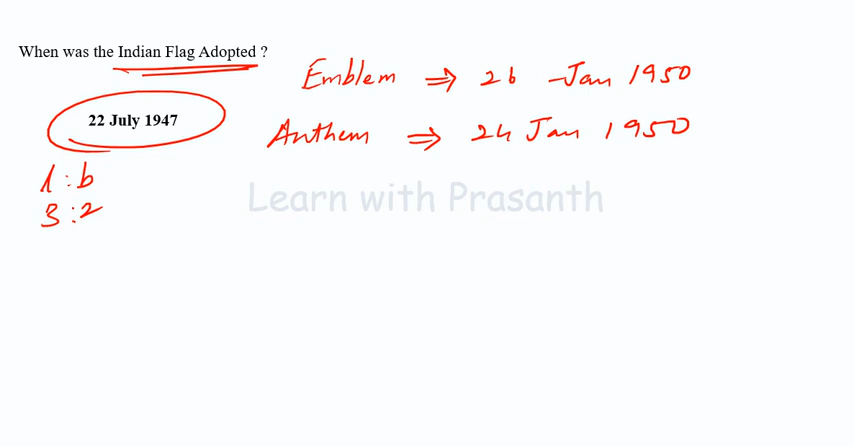 When was the Indian Flag Adopted ?
Emblem ⇒ 26 -Jan 1950
22 July 1947
Anthem ⇒ 24 Jan 1950
l:b
3:2
Learn with Prasanth